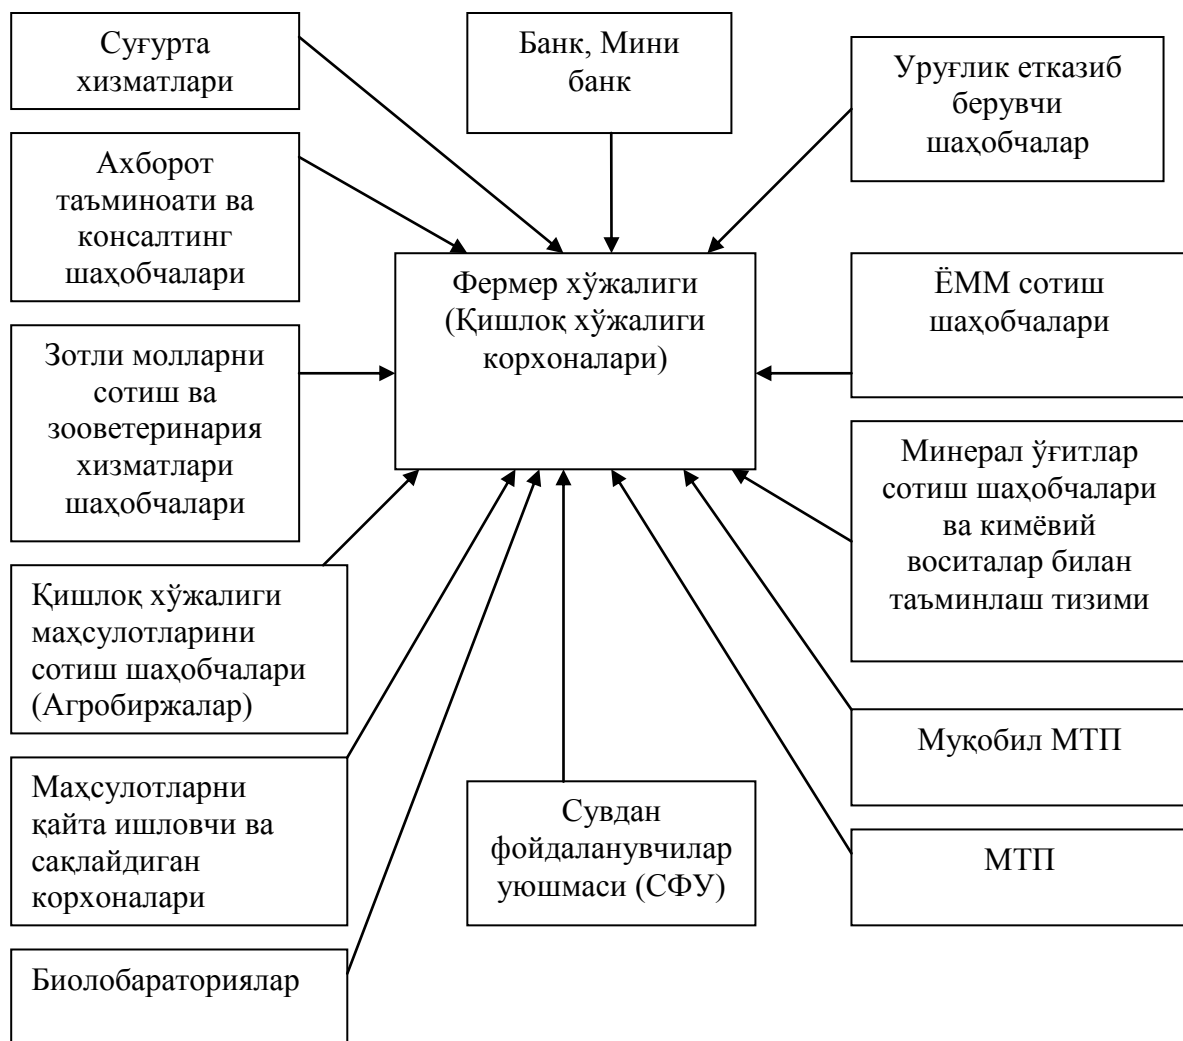 Суғурта
хизматлари
Банк, Мини
банк
Уруғлик етказиб
берувчи
шаҳобчалар
Ахборот
таъминоати ва
консалтинг
шаҳобчалари
Фермер хўжалиги
(Қишлоқ хўжалиги
корхоналари)
ЁММ сотиш
шаҳобчалари
Зотли молларни
сотиш ва
зооветеринария
хизматлари
шаҳобчалари
Минерал ўғитлар
сотиш шаҳобчалари
ва кимёвий
воситалар билан
таъминлаш тизими
Қишлоқ хўжалиги
маҳсулотларини
сотиш шаҳобчалари
(Агробиржалар)
Муқобил МТП
Маҳсулотларни
қайта ишловчи ва
сақлайдиган
корхоналари
Сувдан
фойдаланувчилар
уюшмаси (СФУ)
МТП
Биолобараториялар